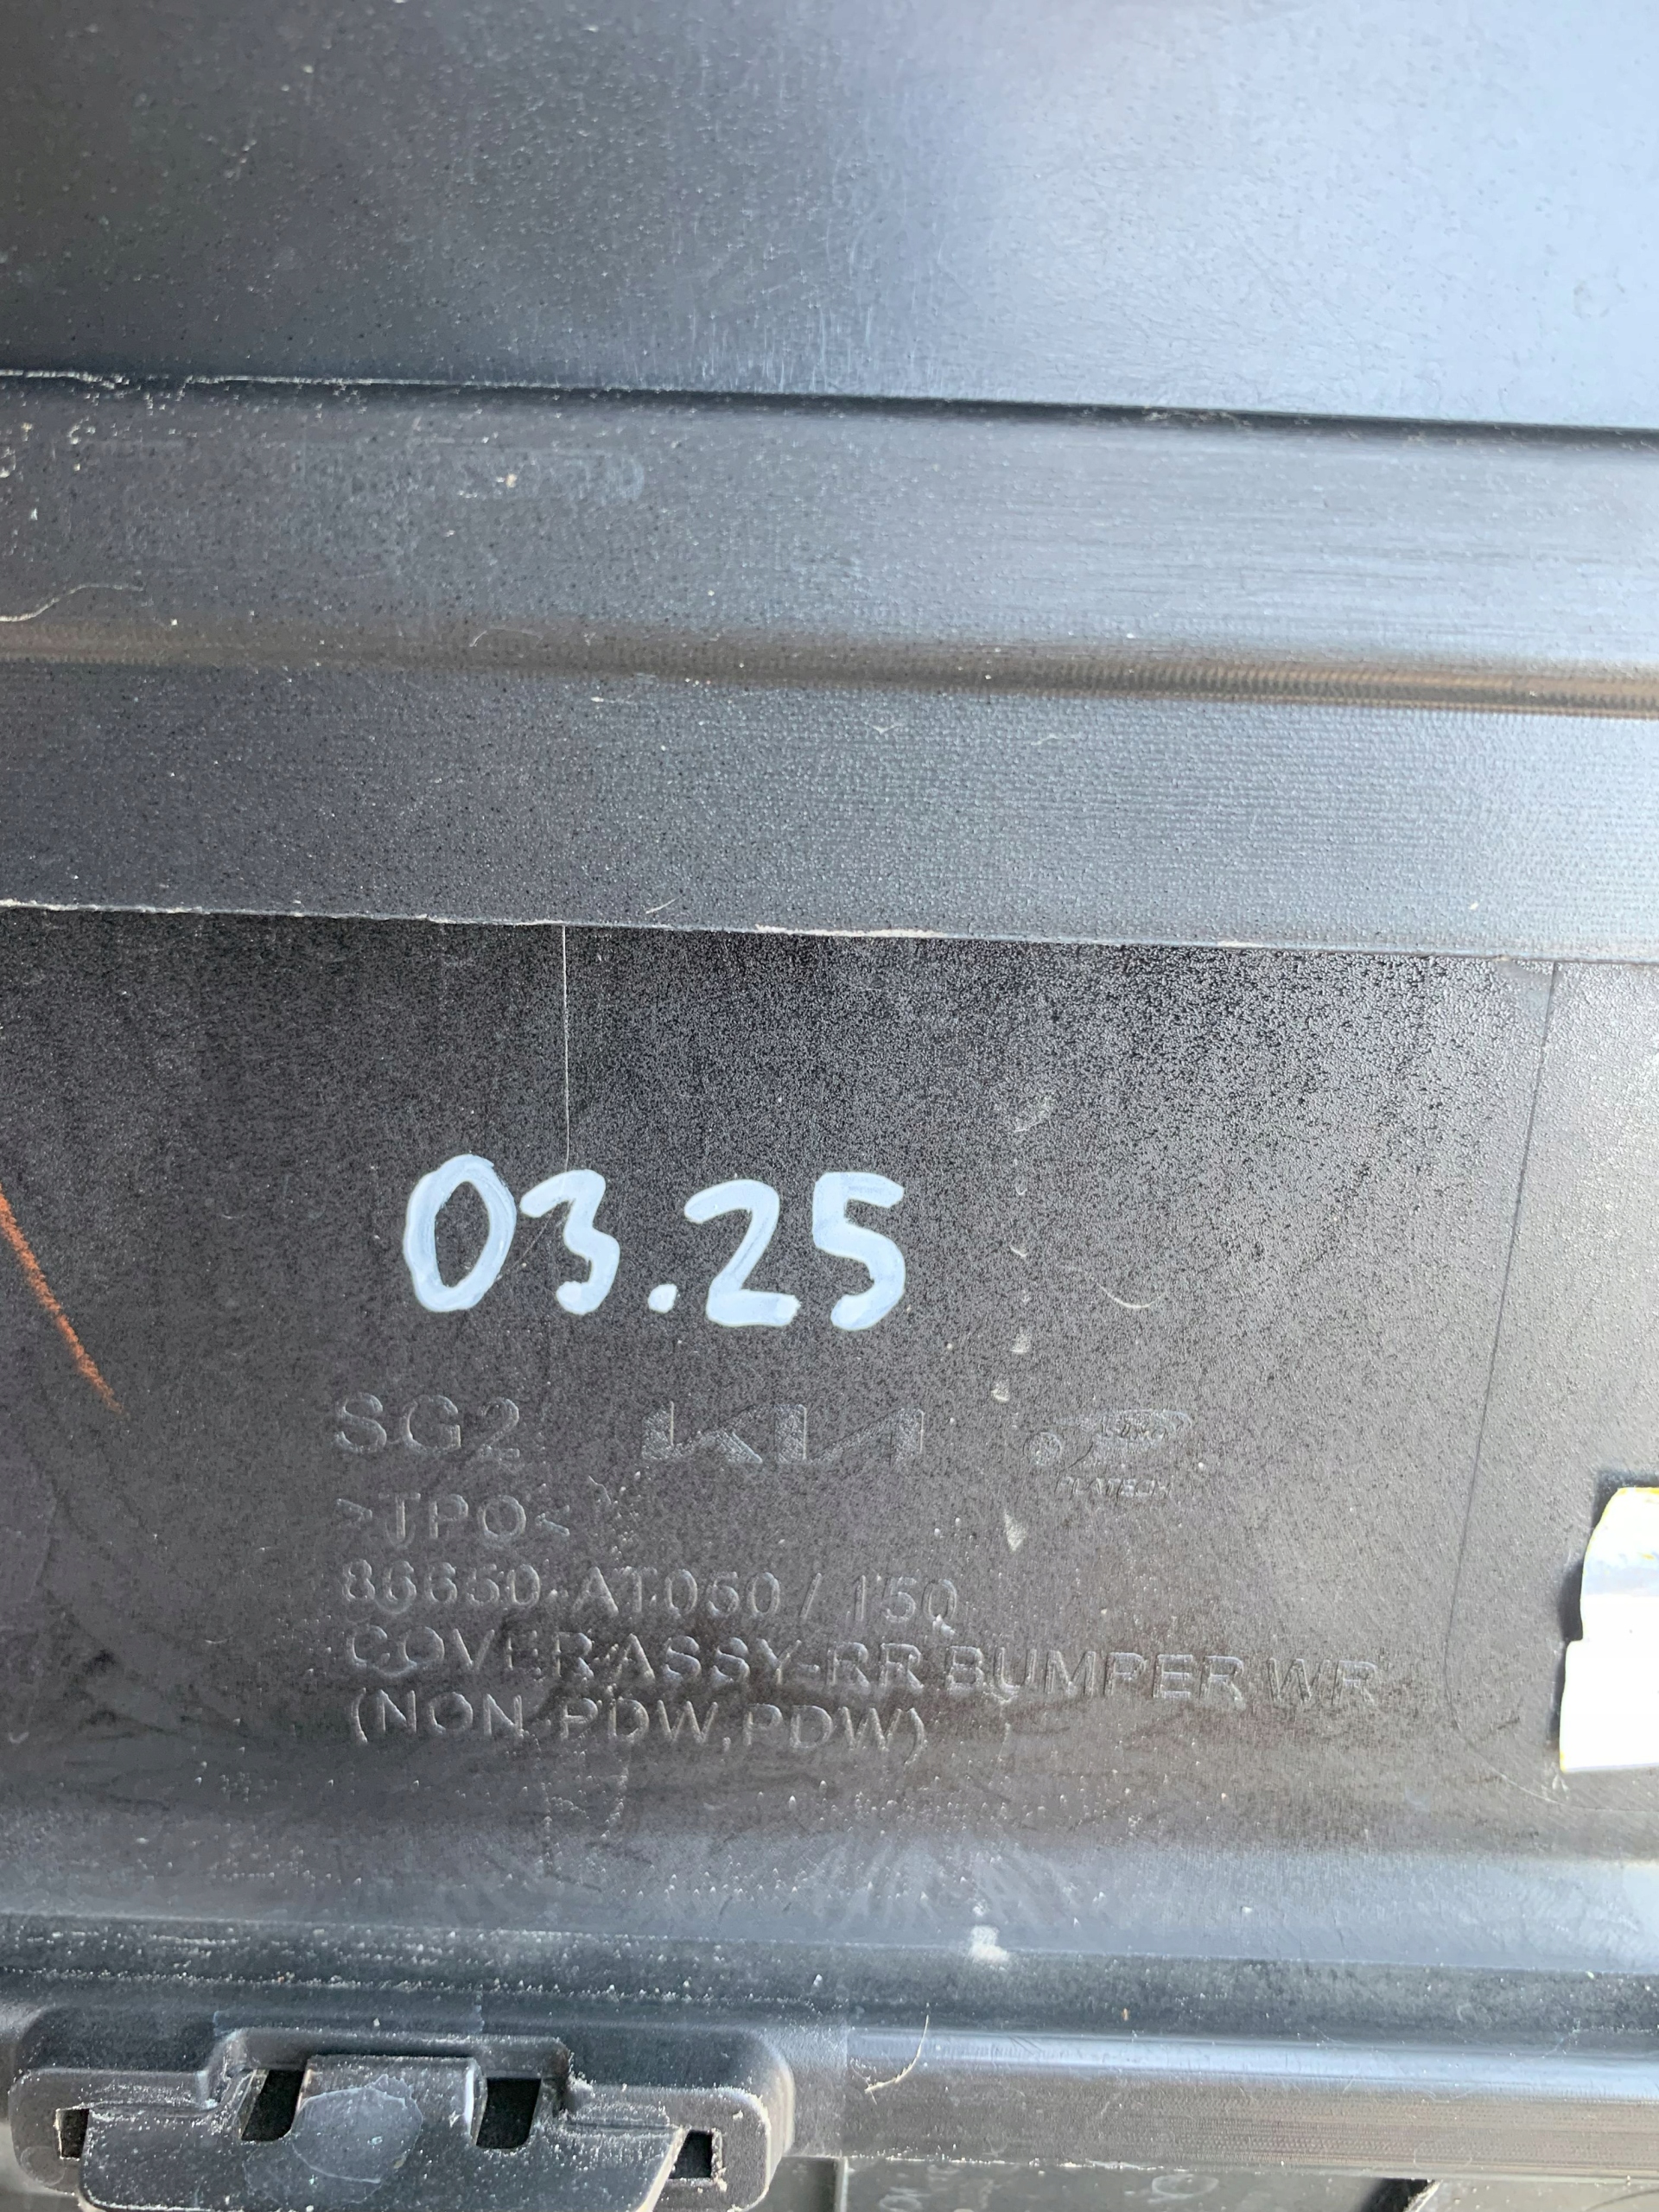 03.25
SG2 KIA
>TPO<
86650-AT050 / 150
COVER ASSY-RR BUMPER WR
(NON-PDW,PDW)